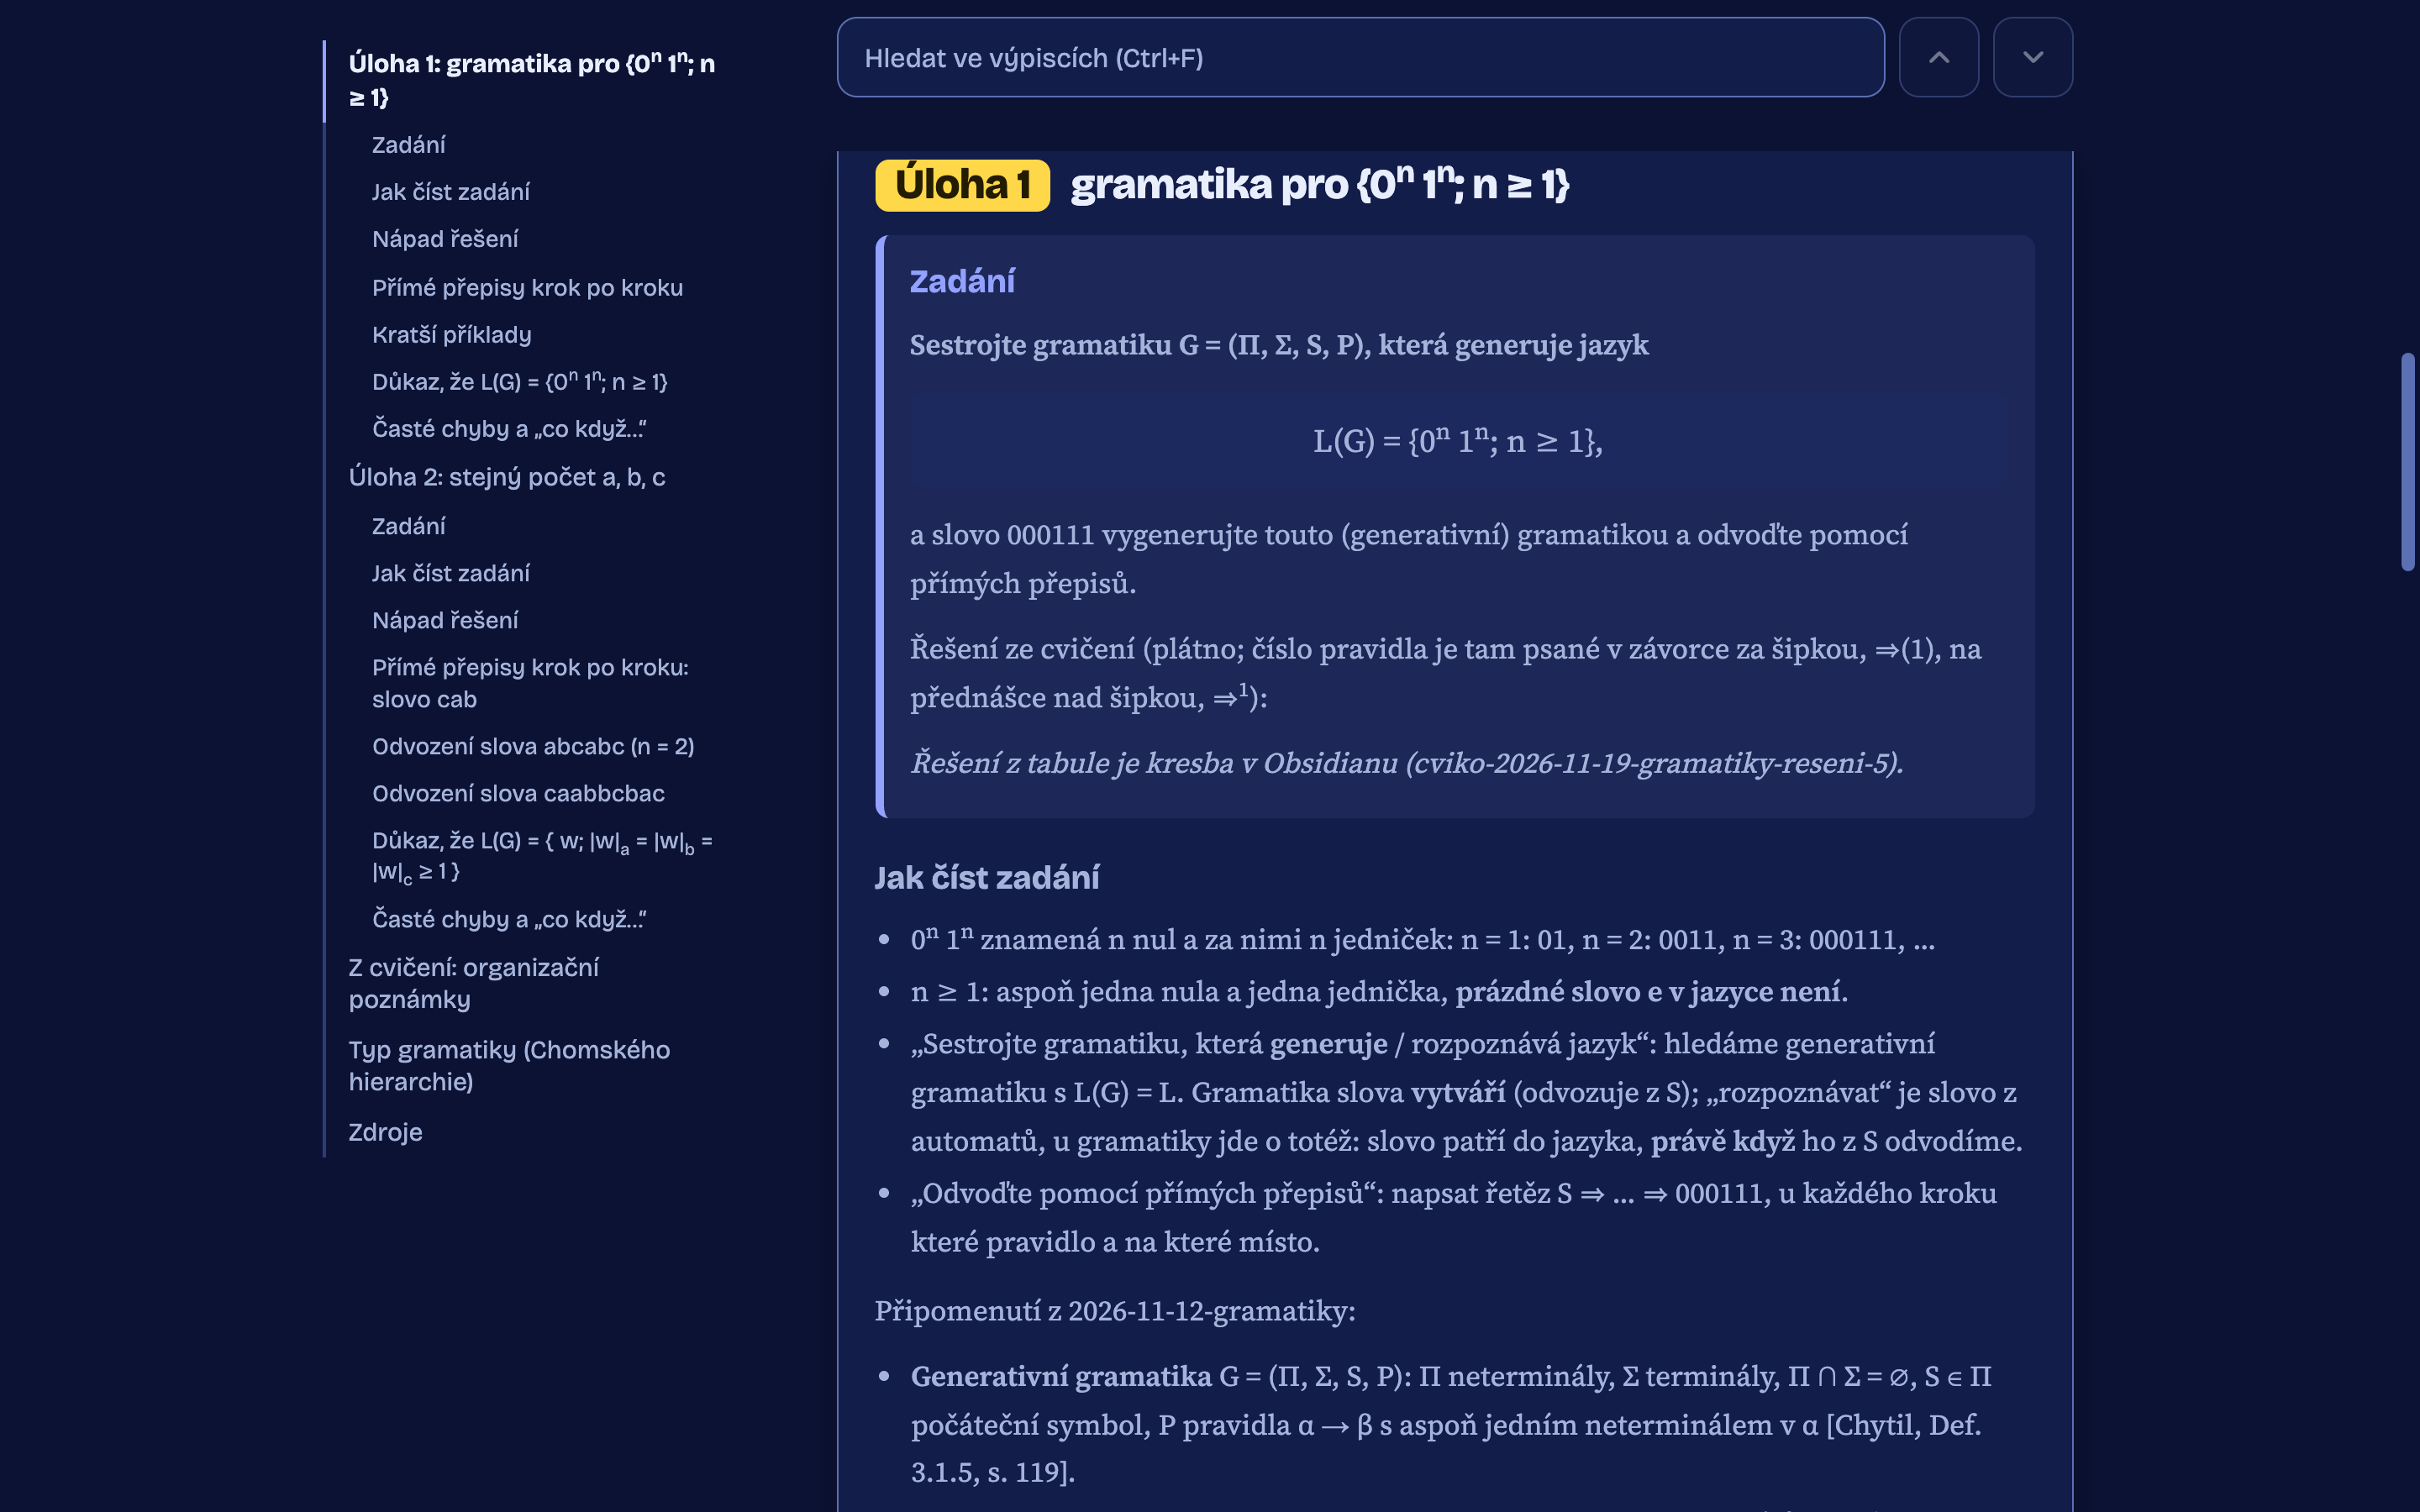 Úloha 1: gramatika pro {0ⁿ 1ⁿ; n
≥ 1}
Zadání
Jak číst zadání
Nápad řešení
Přímé přepisy krok po kroku
Kratší příklady
Důkaz, že L(G) = {0ⁿ 1ⁿ; n ≥ 1}
Časté chyby a „co když…“
Úloha 2: stejný počet a, b, c
Zadání
Jak číst zadání
Nápad řešení
Přímé přepisy krok po kroku:
slovo cab
Odvození slova abcabc (n = 2)
Odvození slova caabbcbac
Důkaz, že L(G) = { w; |w|_a = |w|_b =
|w|_c ≥ 1 }
Časté chyby a „co když…“
Z cvičení: organizační
poznámky
Typ gramatiky (Chomského
hierarchie)
Zdroje
Hledat ve výpiscích (Ctrl+F)
Úloha 1 gramatika pro {0ⁿ 1ⁿ; n ≥ 1}
Zadání
Sestrojte gramatiku G = (Π, Σ, S, P), která generuje jazyk
L(G) = {0ⁿ 1ⁿ; n ≥ 1},
a slovo 000111 vygenerujte touto (generativní) gramatikou a odvoďte pomocí
přímých přepisů.
Řešení ze cvičení (plátno; číslo pravidla je tam psané v závorce za šipkou, ⇒(1), na
přednášce nad šipkou, ⇒¹):
Řešení z tabule je kresba v Obsidianu (cviko-2026-11-19-gramatiky-reseni-5).
Jak číst zadání
• 0ⁿ 1ⁿ znamená n nul a za nimi n jedniček: n = 1: 01, n = 2: 0011, n = 3: 000111, …
• n ≥ 1: aspoň jedna nula a jedna jednička, prázdné slovo e v jazyce není.
• „Sestrojte gramatiku, která generuje / rozpoznává jazyk“: hledáme generativní
gramatiku s L(G) = L. Gramatika slova vytváří (odvozuje z S); „rozpoznávat“ je slovo z
automatů, u gramatiky jde o totéž: slovo patří do jazyka, právě když ho z S odvodíme.
• „Odvoďte pomocí přímých přepisů“: napsat řetěz S ⇒ … ⇒ 000111, u každého kroku
které pravidlo a na které místo.
Připomenutí z 2026-11-12-gramatiky:
• Generativní gramatika G = (Π, Σ, S, P): Π neterminály, Σ terminály, Π ∩ Σ = ∅, S ∈ Π
počáteční symbol, P pravidla α → β s aspoň jedním neterminálem v α [Chytil, Def.
3.1.5, s. 119].